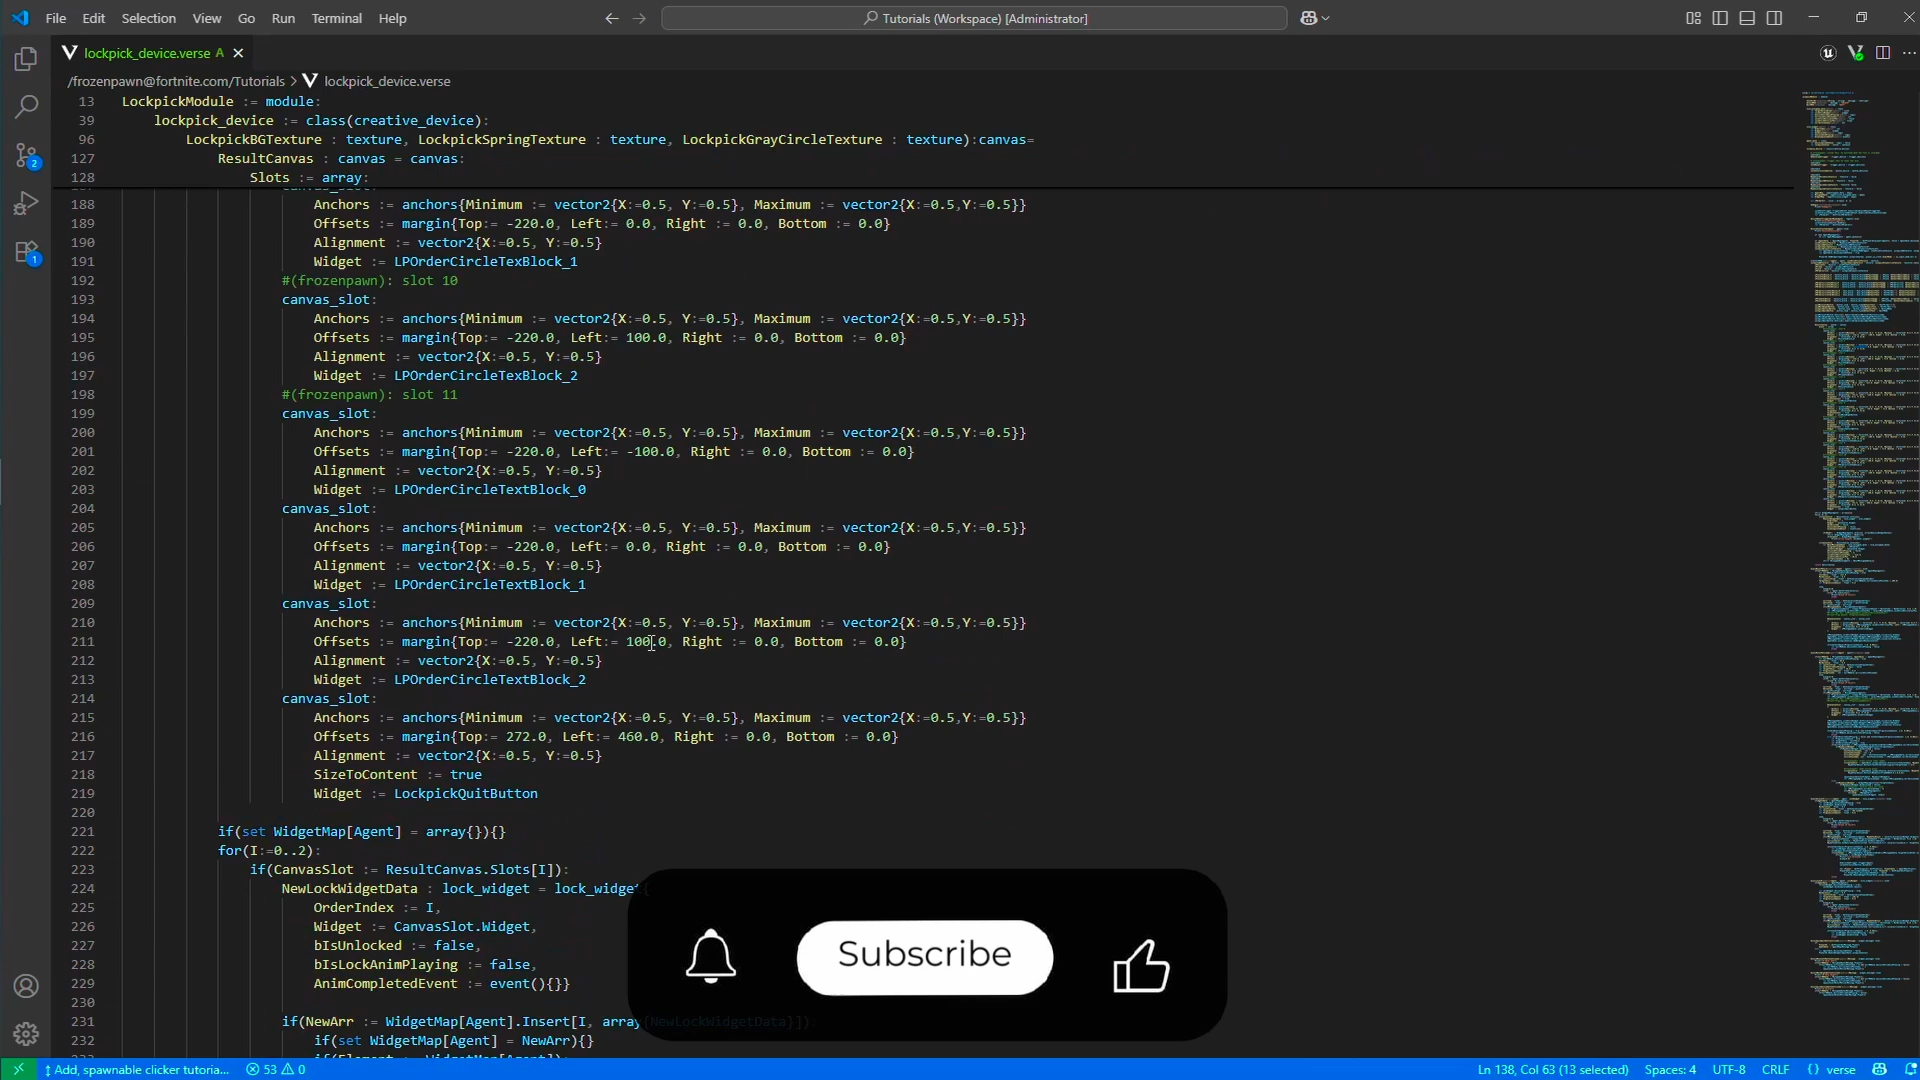 File Edit Selection View Go Run Terminal Help
Tutorials (Workspace) [Administrator]
lockpick_device.verse A
/frozenpawn@fortnite.com/Tutorials > lockpick_device.verse
13 LockpickModule := module:
39 lockpick_device := class(creative_device):
96 LockpickBGTexture : texture, LockpickSpringTexture : texture, LockpickGrayCircleTexture : texture):canvas=
127 ResultCanvas : canvas = canvas:
128 Slots := array:
188 Anchors := anchors{Minimum := vector2{X:=0.5, Y:=0.5}, Maximum := vector2{X:=0.5,Y:=0.5}}
189 Offsets := margin{Top:= -220.0, Left:= 0.0, Right := 0.0, Bottom := 0.0}
190 Alignment := vector2{X:=0.5, Y:=0.5}
191 Widget := LPOrderCircleTexBlock_1
192 #(frozenpawn): slot 10
193 canvas_slot:
194 Anchors := anchors{Minimum := vector2{X:=0.5, Y:=0.5}, Maximum := vector2{X:=0.5,Y:=0.5}}
195 Offsets := margin{Top:= -220.0, Left:= 100.0, Right := 0.0, Bottom := 0.0}
196 Alignment := vector2{X:=0.5, Y:=0.5}
197 Widget := LPOrderCircleTexBlock_2
198 #(frozenpawn): slot 11
199 canvas_slot:
200 Anchors := anchors{Minimum := vector2{X:=0.5, Y:=0.5}, Maximum := vector2{X:=0.5,Y:=0.5}}
201 Offsets := margin{Top:= -220.0, Left:= -100.0, Right := 0.0, Bottom := 0.0}
202 Alignment := vector2{X:=0.5, Y:=0.5}
203 Widget := LPOrderCircleTextBlock_0
204 canvas_slot:
205 Anchors := anchors{Minimum := vector2{X:=0.5, Y:=0.5}, Maximum := vector2{X:=0.5,Y:=0.5}}
206 Offsets := margin{Top:= -220.0, Left:= 0.0, Right := 0.0, Bottom := 0.0}
207 Alignment := vector2{X:=0.5, Y:=0.5}
208 Widget := LPOrderCircleTextBlock_1
209 canvas_slot:
210 Anchors := anchors{Minimum := vector2{X:=0.5, Y:=0.5}, Maximum := vector2{X:=0.5,Y:=0.5}}
211 Offsets := margin{Top:= -220.0, Left:= 100.0, Right := 0.0, Bottom := 0.0}
212 Alignment := vector2{X:=0.5, Y:=0.5}
213 Widget := LPOrderCircleTextBlock_2
214 canvas_slot:
215 Anchors := anchors{Minimum := vector2{X:=0.5, Y:=0.5}, Maximum := vector2{X:=0.5,Y:=0.5}}
216 Offsets := margin{Top:= 272.0, Left:= 460.0, Right := 0.0, Bottom := 0.0}
217 Alignment := vector2{X:=0.5, Y:=0.5}
218 SizeToContent := true
219 Widget := LockpickQuitButton
220
221 if(set WidgetMap[Agent] = array{}){}
222 for(I:=0..2):
223 if(CanvasSlot := ResultCanvas.Slots[I]):
224 NewLockWidgetData : lock_widget = lock_widget{
225 OrderIndex := I,
226 Widget := CanvasSlot.Widget,
227 bIsUnlocked := false,
228 bIsLockAnimPlaying := false,
229 AnimCompletedEvent := event(){}}
230
231 if(NewArr := WidgetMap[Agent].Insert[I, array{NewLockWidgetData}]):
232 if(set WidgetMap[Agent] = NewArr){}
Subscribe
Add, spawnable clicker tutoria... 53 0 Ln 138, Col 63 (13 selected) Spaces: 4 UTF-8 CRLF {} verse